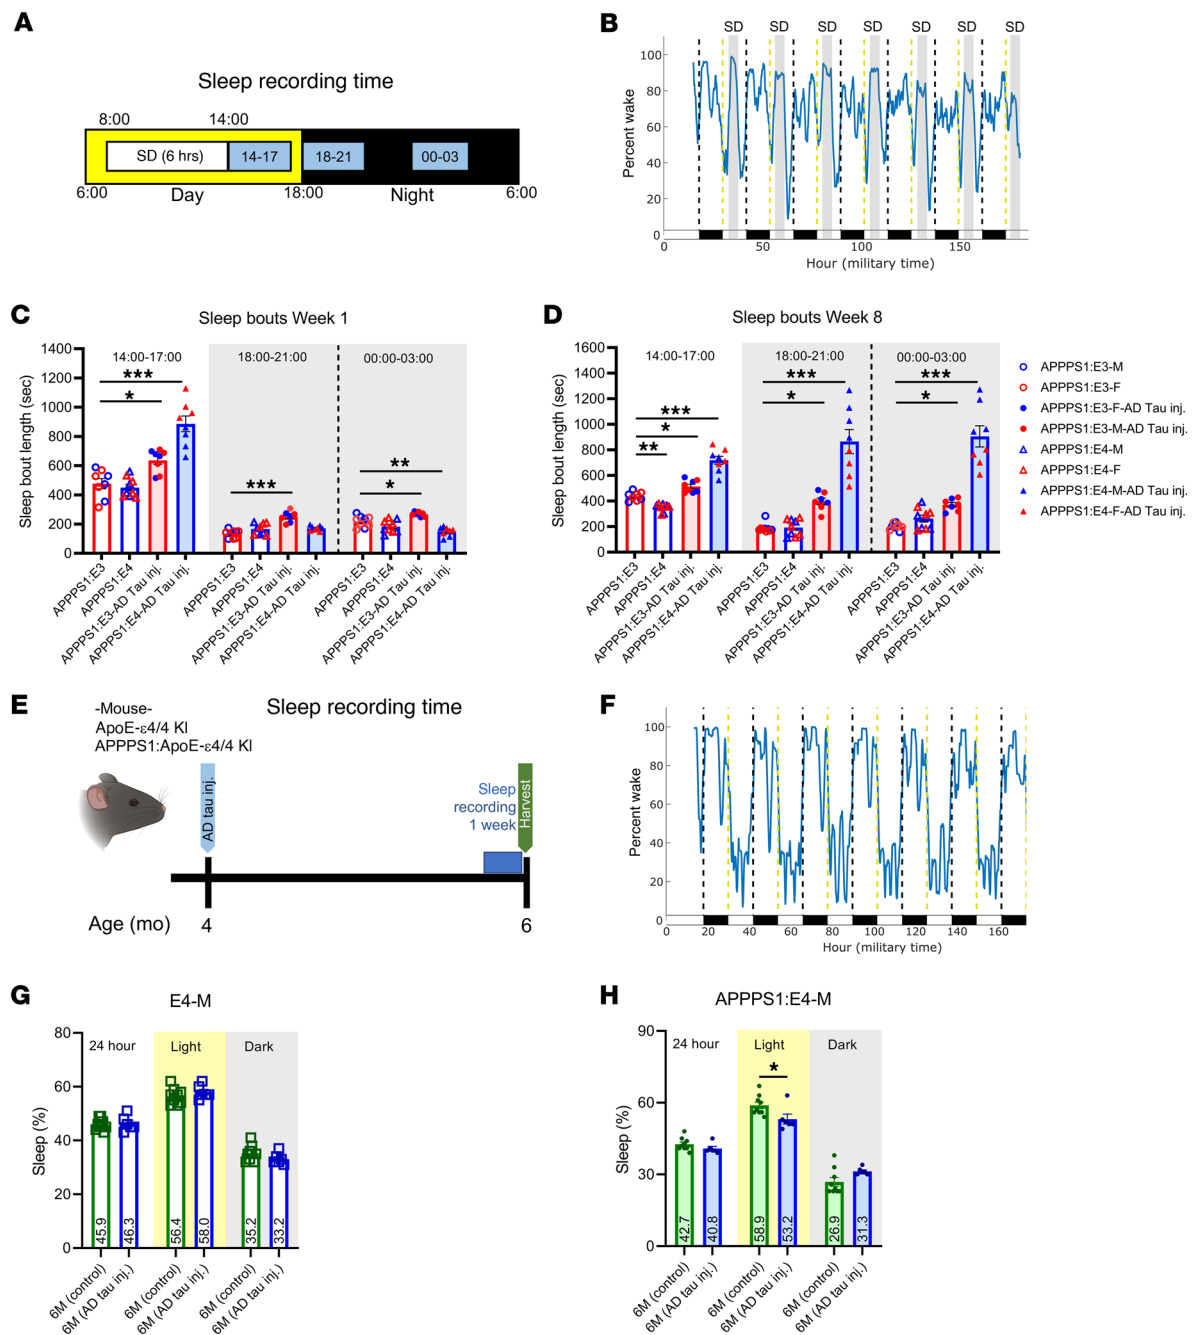 A
Sleep recording time
8:00
14:00
SD (6 hrs)
14-17
18-21
00-03
6:00
Day
18:00
Night
6:00
B
SD SD SD SD SD SD SD
Percent wake
100
80
60
40
20
0
0 50 100 150
Hour (military time)
C
Sleep bouts Week 1
Sleep bout length (sec)
1400
1200
1000
800
600
400
200
0
14:00-17:00
18:00-21:00
00:00-03:00
***
*
***
**
*
APPPS1:E3
APPPS1:E4
APPPS1:E3-AD Tau inj.
APPPS1:E4-AD Tau inj.
APPPS1:E3
APPPS1:E4
APPPS1:E3-AD Tau inj.
APPPS1:E4-AD Tau inj.
APPPS1:E3
APPPS1:E4
APPPS1:E3-AD Tau inj.
APPPS1:E4-AD Tau inj.
D
Sleep bouts Week 8
Sleep bout length (sec)
1600
1400
1200
1000
800
600
400
200
0
14:00-17:00
18:00-21:00
00:00-03:00
***
*
**
***
*
***
*
APPPS1:E3
APPPS1:E4
APPPS1:E3-AD Tau inj.
APPPS1:E4-AD Tau inj.
APPPS1:E3
APPPS1:E4
APPPS1:E3-AD Tau inj.
APPPS1:E4-AD Tau inj.
APPPS1:E3
APPPS1:E4
APPPS1:E3-AD Tau inj.
APPPS1:E4-AD Tau inj.
APPPS1:E3-M
APPPS1:E3-F
APPPS1:E3-F-AD Tau inj.
APPPS1:E3-M-AD Tau inj.
APPPS1:E4-M
APPPS1:E4-F
APPPS1:E4-M-AD Tau inj.
APPPS1:E4-F-AD Tau inj.
E
Sleep recording time
-Mouse-
ApoE-ε4/4 KI
APPPS1:ApoE-ε4/4 KI
AD tau inj.
Sleep
recording
1 week
Harvest
Age (mo)
4
6
F
Percent wake
100
80
60
40
20
0
0 20 40 60 80 100 120 140 160
Hour (military time)
G
E4-M
Sleep (%)
80
60
40
20
0
24 hour
Light
Dark
45.9
46.3
56.4
58.0
35.2
33.2
6M (control)
6M (AD tau inj.)
6M (control)
6M (AD tau inj.)
6M (control)
6M (AD tau inj.)
H
APPPS1:E4-M
Sleep (%)
90
60
30
0
24 hour
Light
Dark
*
42.7
40.8
58.9
53.2
26.9
31.3
6M (control)
6M (AD tau inj.)
6M (control)
6M (AD tau inj.)
6M (control)
6M (AD tau inj.)